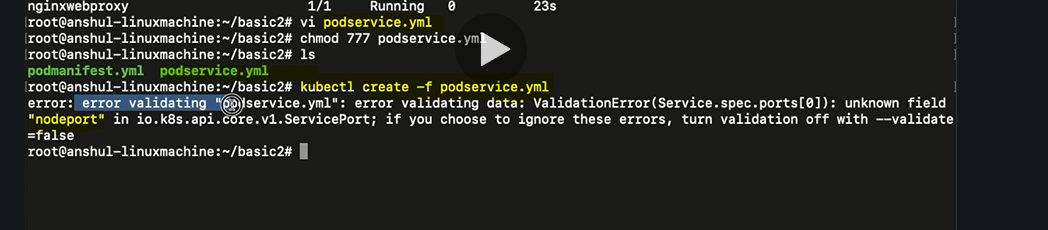 nginxwebproxy 1/1 Running 0 23s
root@anshul-linuxmachine:~/basic2# vi podservice.yml
root@anshul-linuxmachine:~/basic2# chmod 777 podservice.yml
root@anshul-linuxmachine:~/basic2# ls
podmanifest.yml podservice.yml
root@anshul-linuxmachine:~/basic2# kubectl create -f podservice.yml
error: error validating "podservice.yml": error validating data: ValidationError(Service.spec.ports[0]): unknown field
"nodeport" in io.k8s.api.core.v1.ServicePort; if you choose to ignore these errors, turn validation off with --validate
=false
root@anshul-linuxmachine:~/basic2#